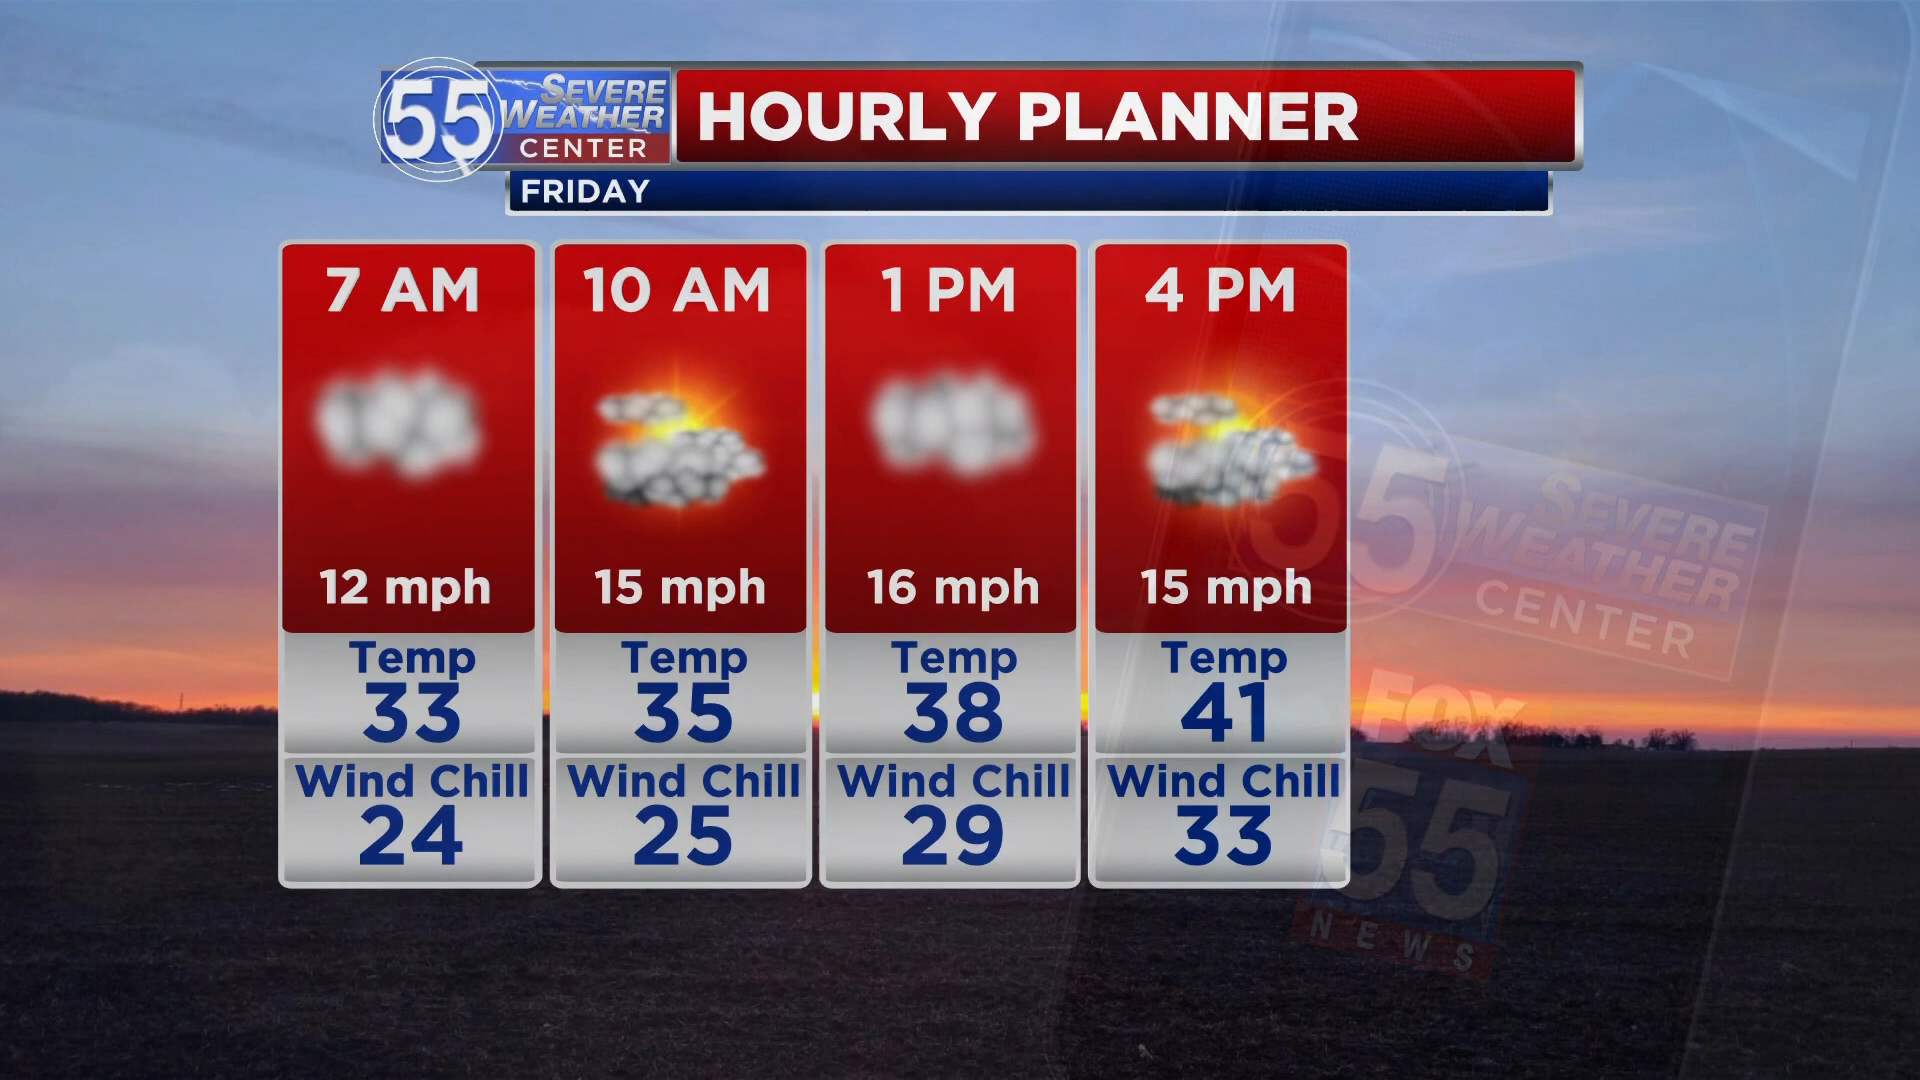 55 SEVERE
WEATHER
CENTER
HOURLY PLANNER
FRIDAY
7 AM
12 mph
Temp
33
Wind Chill
24
10 AM
15 mph
Temp
35
Wind Chill
25
1 PM
16 mph
Temp
38
Wind Chill
29
4 PM
15 mph
Temp
41
Wind Chill
33
55 SEVERE
WEATHER
CENTER
FOX
55
NEWS